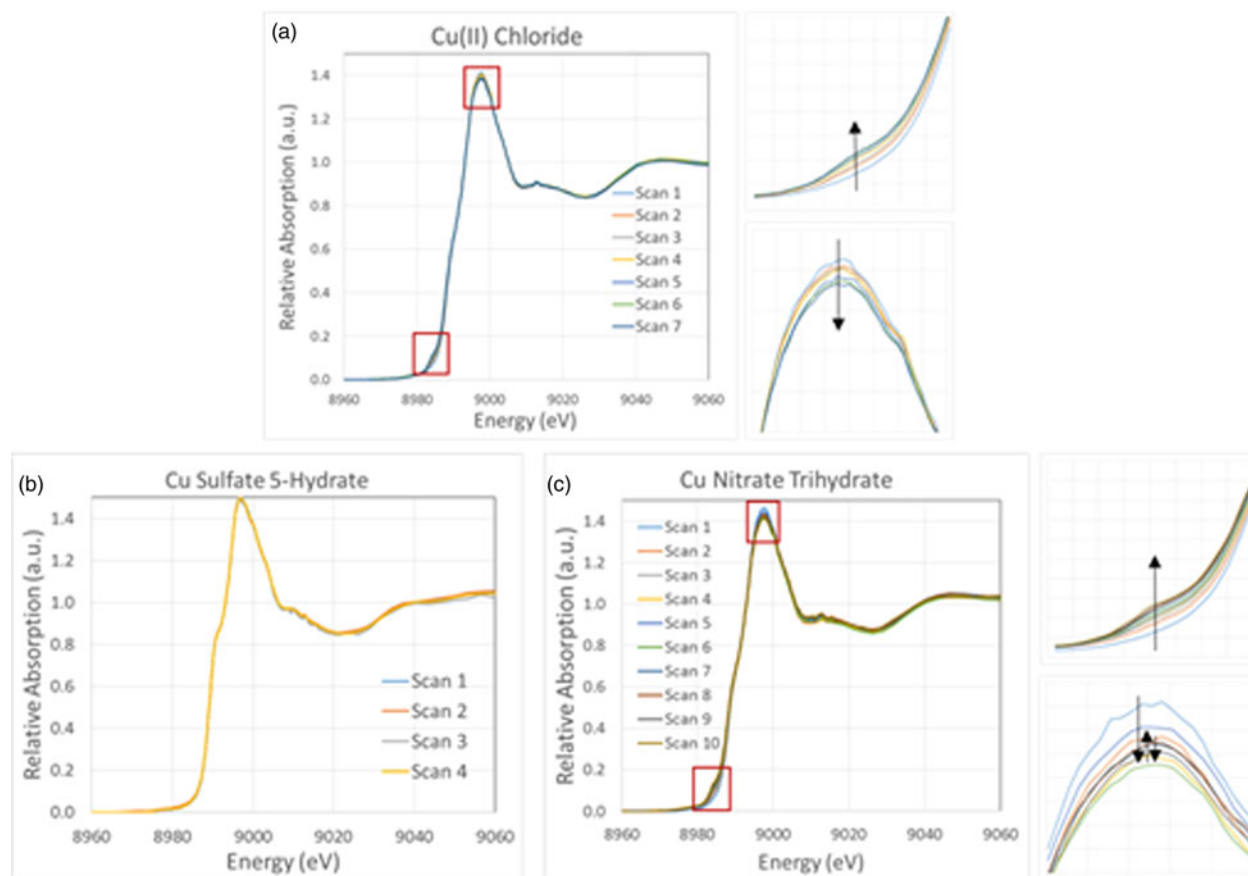 (a)
Cu(II) Chloride
Relative Absorption (a.u.)
1.4
1.2
1.0
0.8
0.6
0.4
0.2
0.0
Scan 1
Scan 2
Scan 3
Scan 4
Scan 5
Scan 6
Scan 7
8960 8980 9000 9020 9040 9060
Energy (eV)
(b)
Cu Sulfate 5-Hydrate
Relative Absorption (a.u.)
1.4
1.2
1.0
0.8
0.6
0.4
0.2
0.0
Scan 1
Scan 2
Scan 3
Scan 4
8960 8980 9000 9020 9040 9060
Energy (eV)
(c)
Cu Nitrate Trihydrate
Relative Absorption (a.u.)
1.4
1.2
1.0
0.8
0.6
0.4
0.2
0.0
Scan 1
Scan 2
Scan 3
Scan 4
Scan 5
Scan 6
Scan 7
Scan 8
Scan 9
Scan 10
8960 8980 9000 9020 9040 9060
Energy (eV)